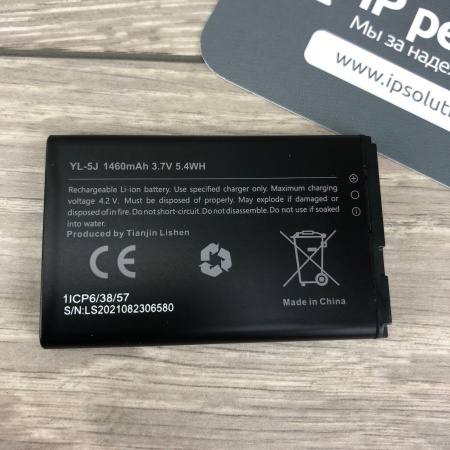 IP ре
Мы за наде
www.ipsoluti
YL-5J 1460mAh 3.7V 5.4WH
Rechargeable Li-ion battery. Use specified charger only. Maximum charging
voltage 4.2 V. Must be disposed of properly. May explode if damaged or
disposed of in fire. Do not short-circuit. Do not disassemble. Do not use if soaked
into water.
Produced by Tianjin Lishen
CE
Made in China
1ICP6/38/57
S/N:LS2021082306580